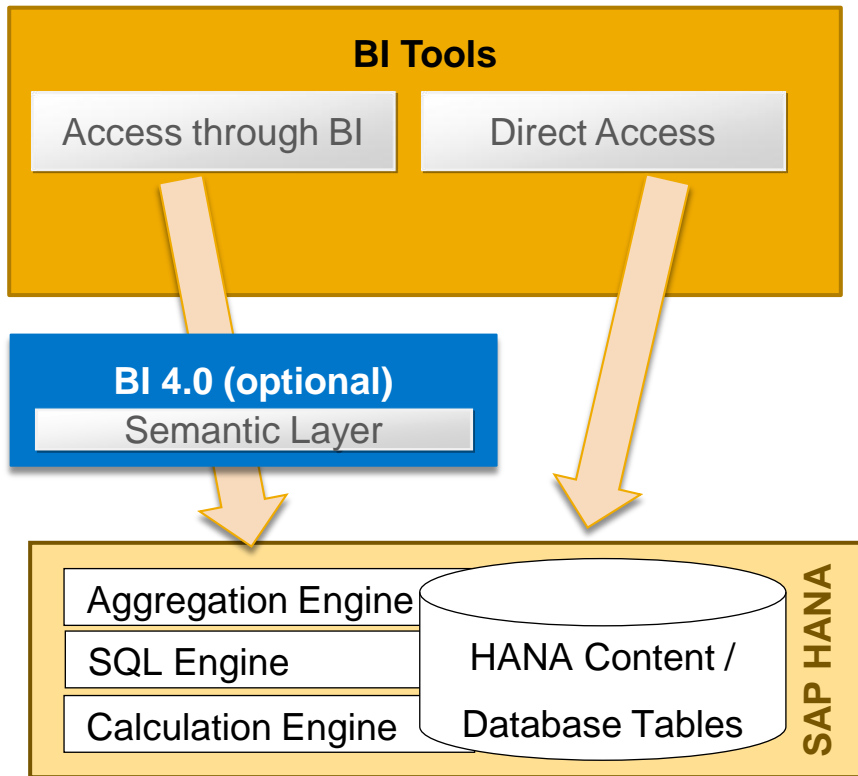 BI Tools
Access through BI
Direct Access
BI 4.0 (optional)
Semantic Layer
Aggregation Engine
SQL Engine
Calculation Engine
HANA Content /
Database Tables
SAP HANA